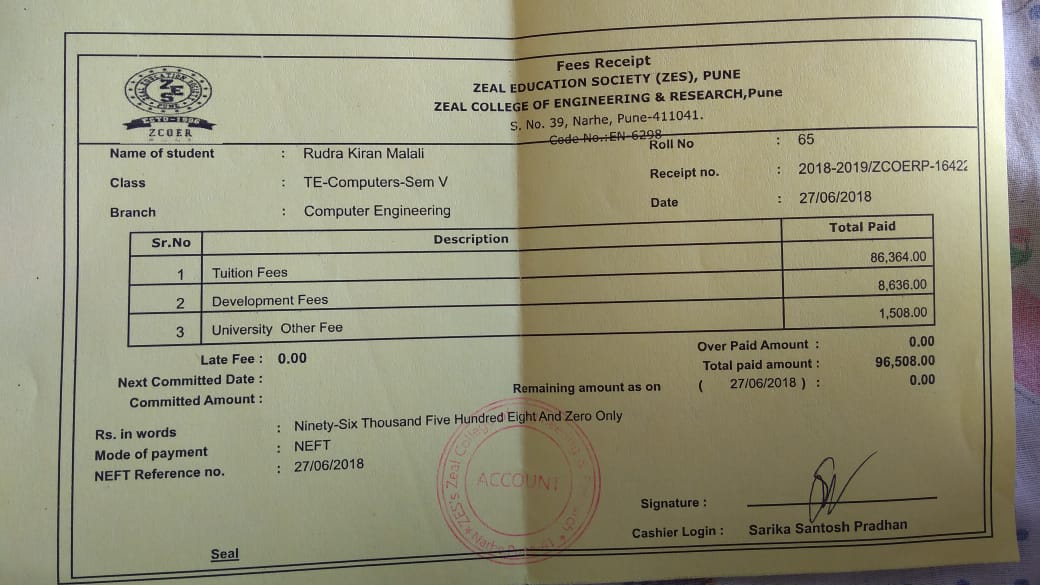 Fees Receipt
ZEAL EDUCATION SOCIETY (ZES), PUNE
ZEAL COLLEGE OF ENGINEERING & RESEARCH,Pune
S. No. 39, Narhe, Pune-411041.
Code No.:EN-6298
ZES
ESTD-1996
ZCOER
Name of student : Rudra Kiran Malali
Roll No : 65
Class : TE-Computers-Sem V
Receipt no. : 2018-2019/ZCOERP-16422
Branch : Computer Engineering
Date : 27/06/2018
Sr.No Description Total Paid
1 Tuition Fees 86,364.00
2 Development Fees 8,636.00
3 University Other Fee 1,508.00
Late Fee : 0.00
Over Paid Amount : 0.00
Next Committed Date :
Total paid amount : 96,508.00
Committed Amount :
Remaining amount as on ( 27/06/2018 ) : 0.00
Rs. in words : Ninety-Six Thousand Five Hundred Eight And Zero Only
Mode of payment : NEFT
NEFT Reference no. : 27/06/2018
ZES's Zeal College
ACCOUNT
Signature :
Cashier Login : Sarika Santosh Pradhan
Seal